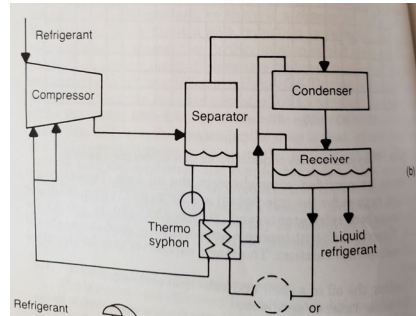 Refrigerant
Compressor
Separator
Condenser
Receiver
(b)
Thermo
syphon
Liquid
refrigerant
or
Refrigerant